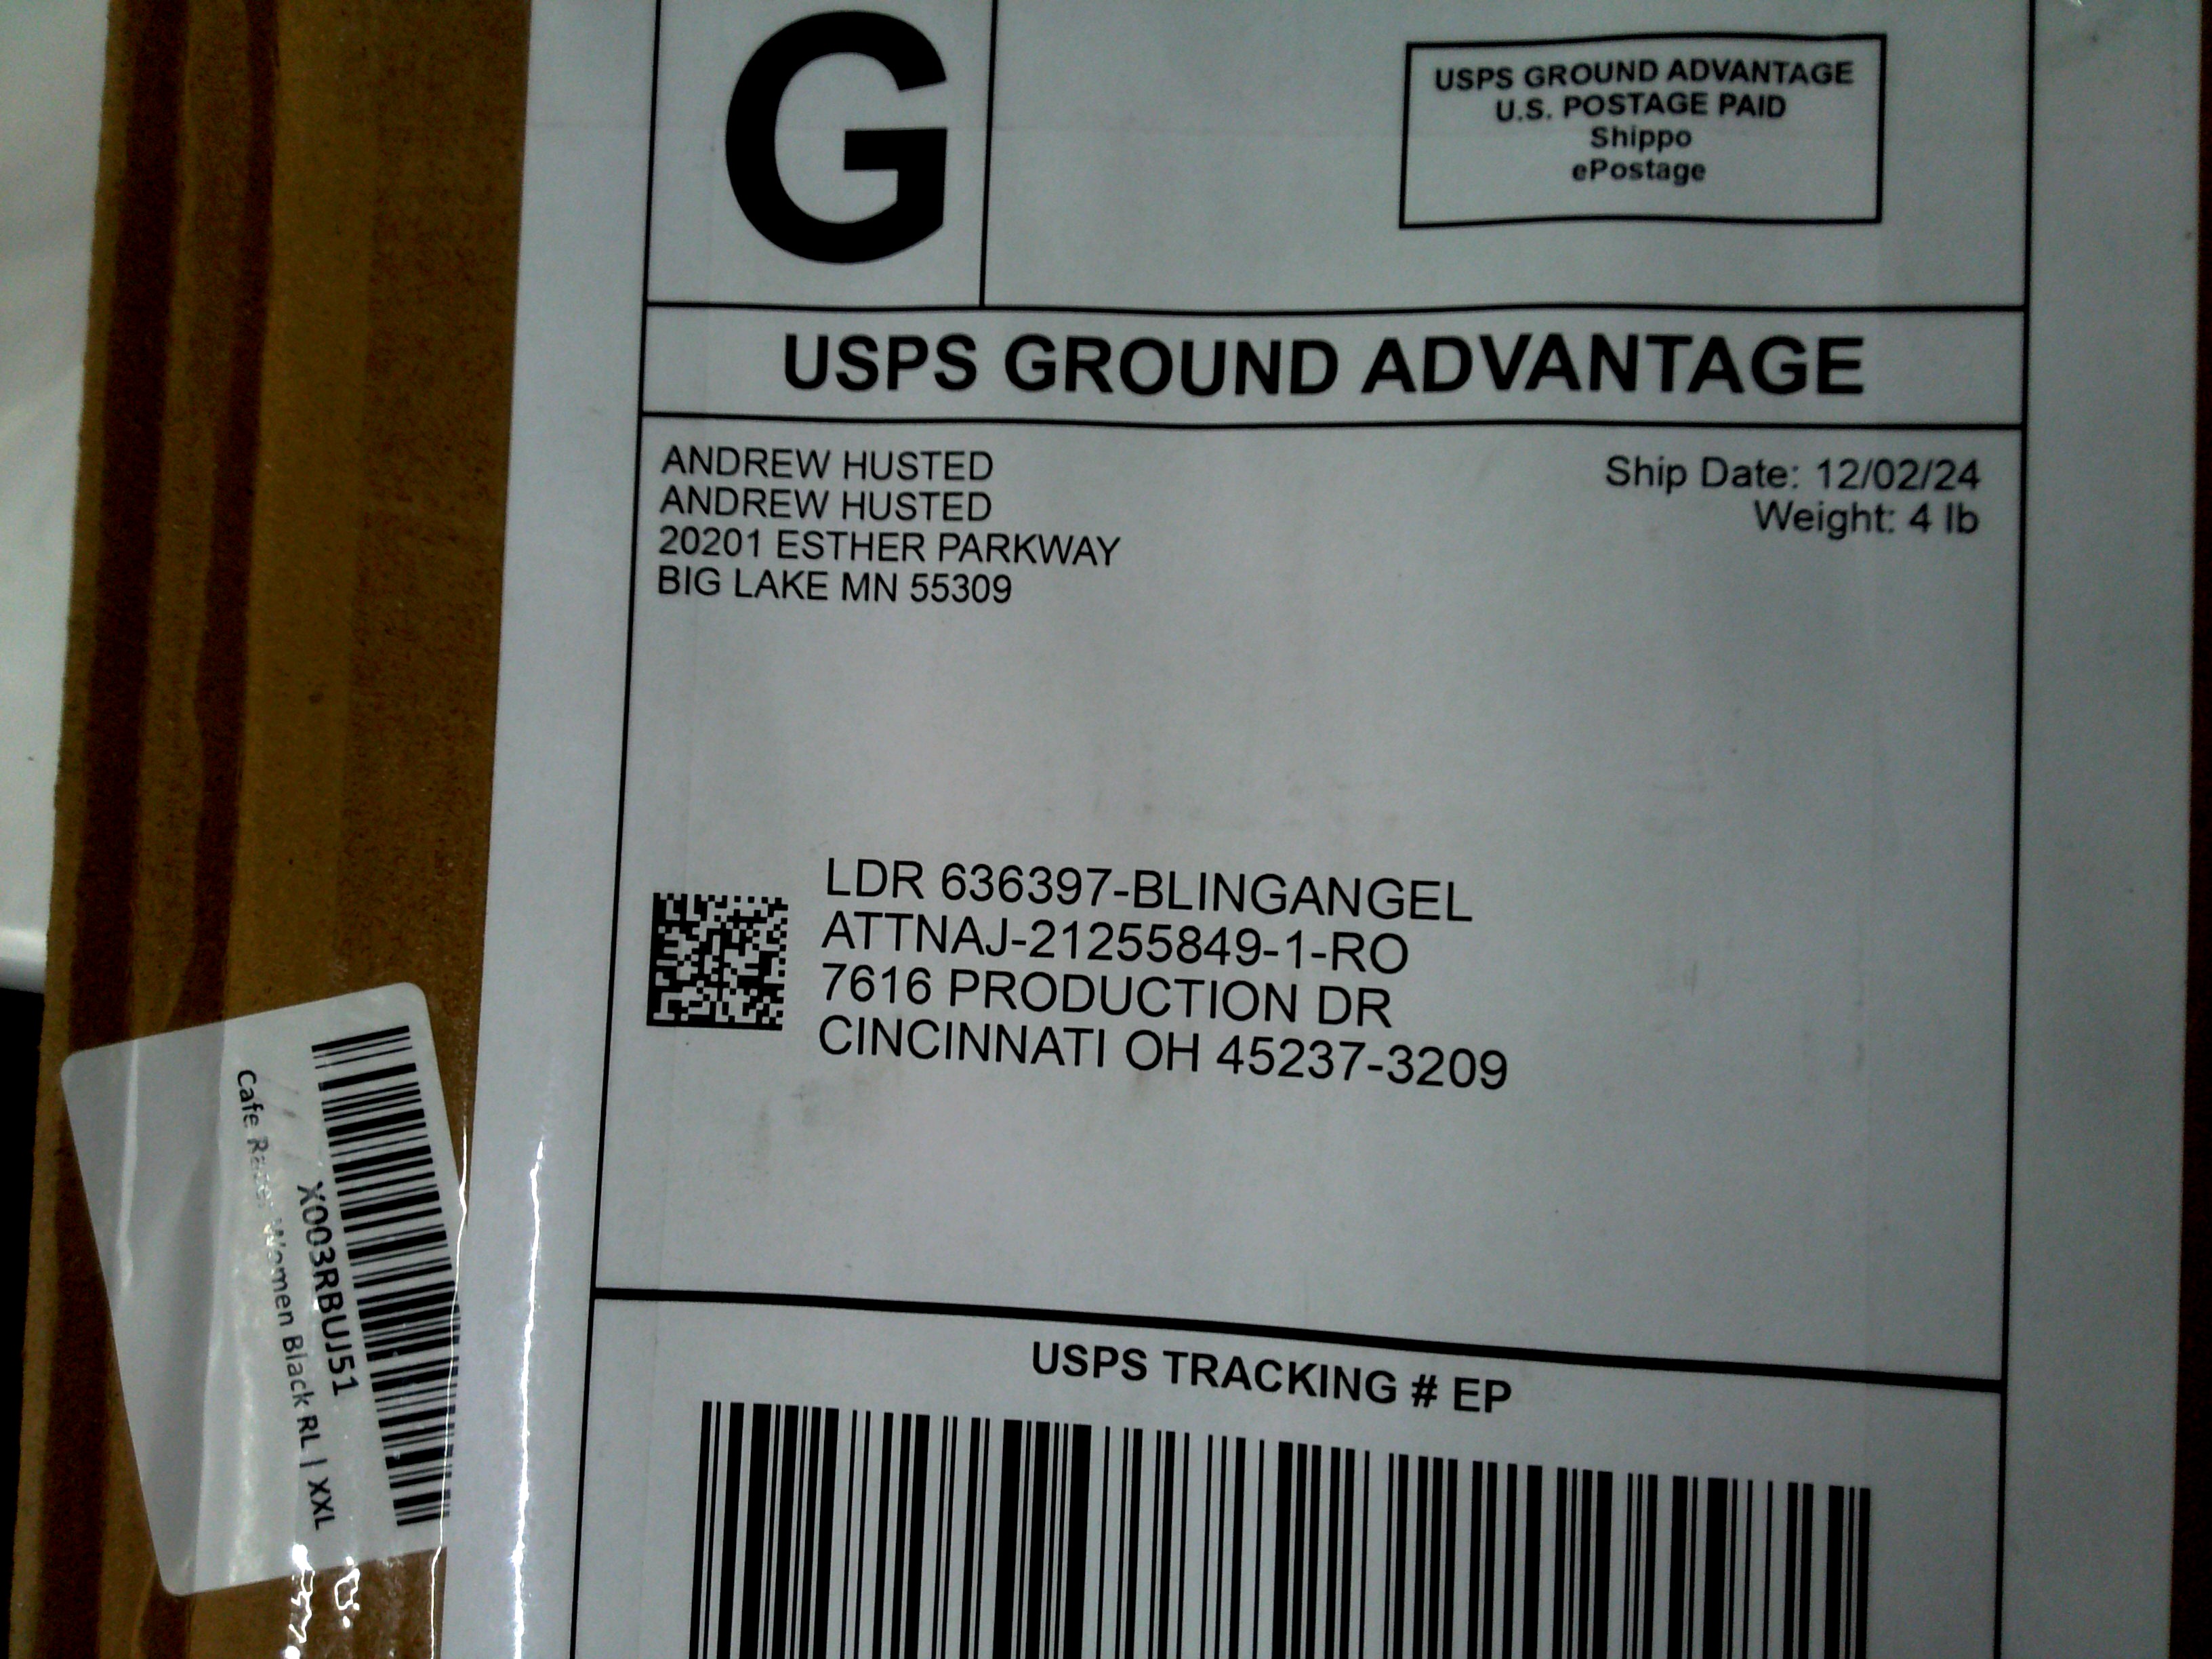 G
USPS GROUND ADVANTAGE
U.S. POSTAGE PAID
Shippo
ePostage
USPS GROUND ADVANTAGE
ANDREW HUSTED
ANDREW HUSTED
20201 ESTHER PARKWAY
BIG LAKE MN 55309
Ship Date: 12/02/24
Weight: 4 lb
LDR 636397-BLINGANGEL
ATTNAJ-21255849-1-RO
7616 PRODUCTION DR
CINCINNATI OH 45237-3209
USPS TRACKING # EP
X003RBUJ51
Cafe Racer Women Black RL | XXL